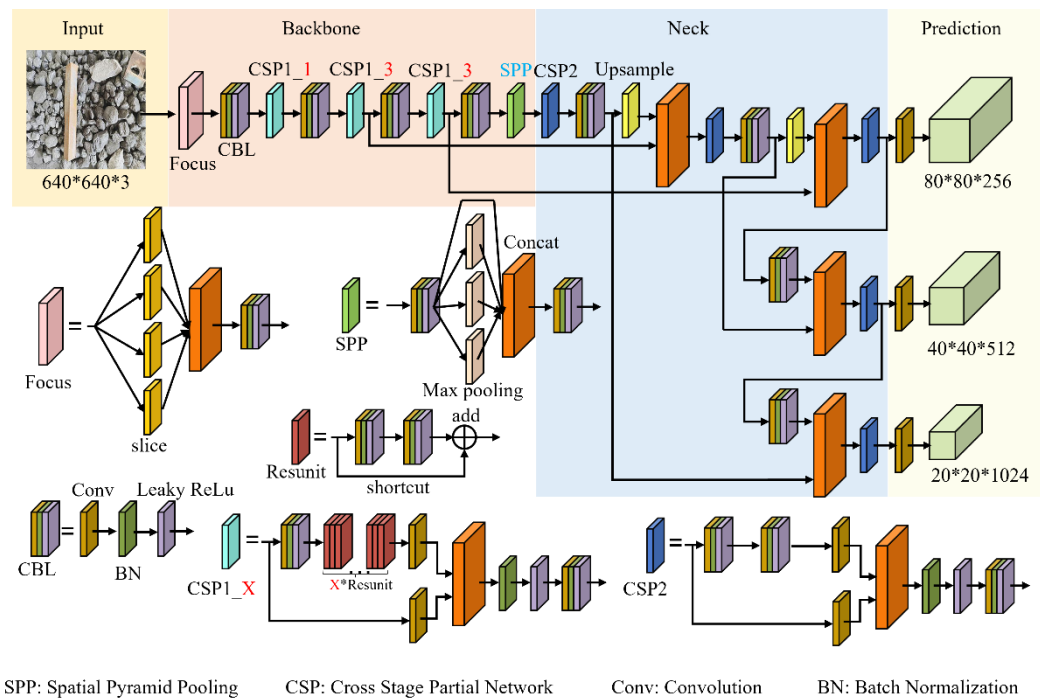 Input
Backbone
Neck
Prediction
CSP1_1
CSP1_3
CSP1_3
SPP
CSP2
Upsample
Focus
CBL
640*640*3
80*80*256
Concat
SPP
Max pooling
Focus
slice
40*40*512
add
Resunit
shortcut
20*20*1024
Conv
Leaky ReLu
CBL
BN
CSP1_X
X*Resunit
CSP2
SPP: Spatial Pyramid Pooling
CSP: Cross Stage Partial Network
Conv: Convolution
BN: Batch Normalization